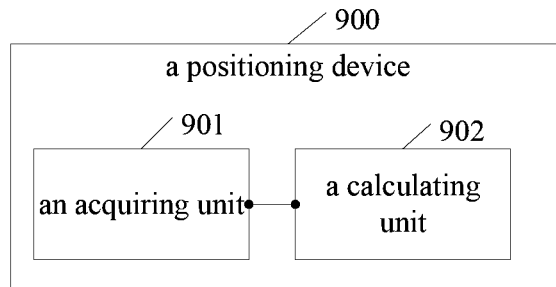 900
a positioning device
901
902
an acquiring unit
a calculating
unit